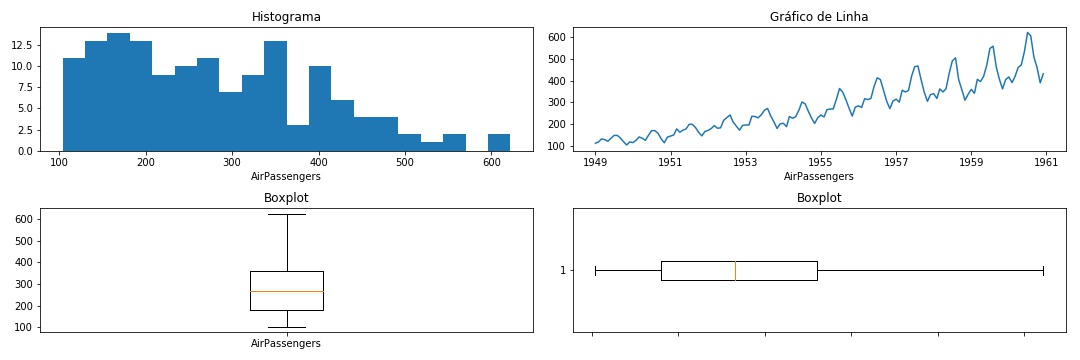 Histograma
12.5
10.0
7.5
5.0
2.5
0.0
100 200 300 400 500 600
AirPassengers
Gráfico de Linha
600
500
400
300
200
100
1949 1951 1953 1955 1957 1959 1961
AirPassengers
Boxplot
600
500
400
300
200
100
AirPassengers
Boxplot
1